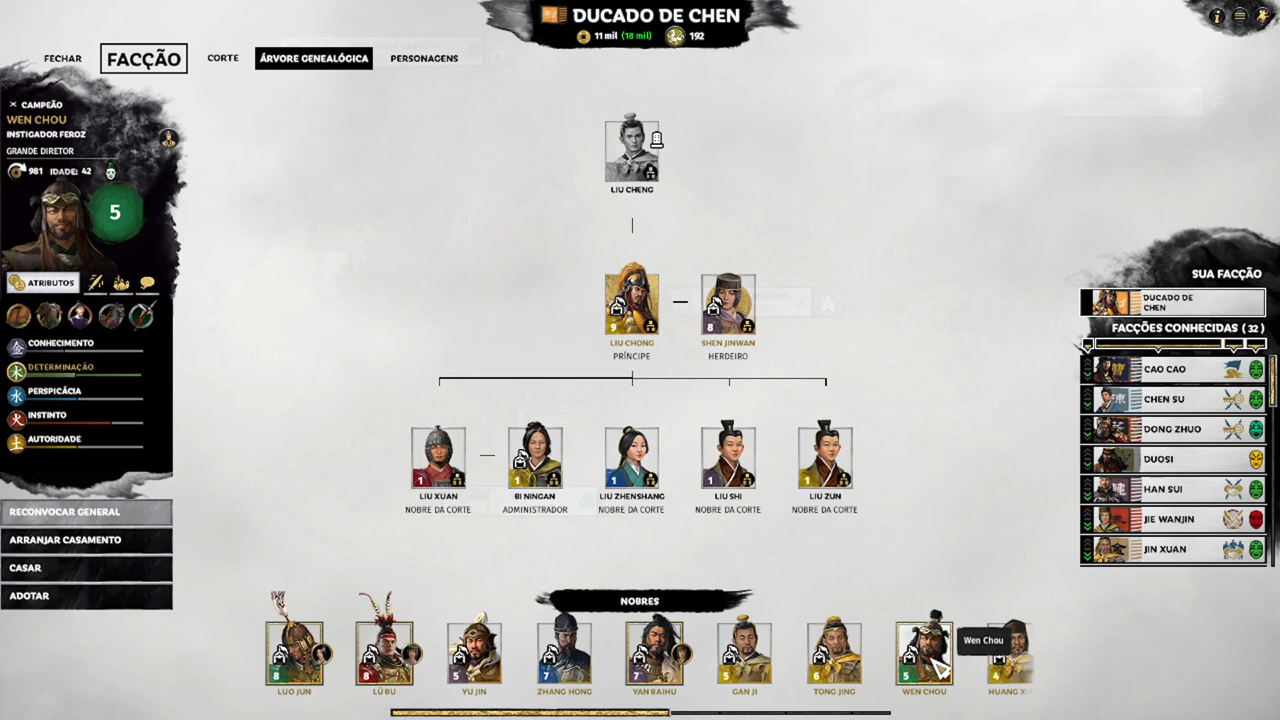 DUCADO DE CHEN
11 mil (18 mil) 192
FECHAR
FACÇÃO
CORTE
ÁRVORE GENEALÓGICA
PERSONAGENS
× CAMPEÃO
WEN CHOU
INSTIGADOR FEROZ
GRANDE DIRETOR
981 IDADE: 42
5
ATRIBUTOS
金 CONHECIMENTO
木 DETERMINAÇÃO
水 PERSPICÁCIA
火 INSTINTO
土 AUTORIDADE
RECONVOCAR GENERAL
ARRANJAR CASAMENTO
CASAR
ADOTAR
LIU CHENG
9
LIU CHONG
PRÍNCIPE
8
SHEN JINWAN
HERDEIRO
1
LIU XUAN
NOBRE DA CORTE
1
BI NINGAN
ADMINISTRADOR
1
LIU ZHENSHANG
NOBRE DA CORTE
1
LIU SHI
NOBRE DA CORTE
1
LIU ZUN
NOBRE DA CORTE
NOBRES
8
LUO JUN
8
LÜ BU
5
YU JIN
7
ZHANG HONG
7
YAN BAIHU
5
GAN JI
6
TONG JING
5
WEN CHOU
Wen Chou
4
SUA FACÇÃO
DUCADO DE
CHEN
FACÇÕES CONHECIDAS (32)
CAO CAO
CHEN SU
DONG ZHUO
DUOSI
HAN SUI
JIE WANJIN
JIN XUAN